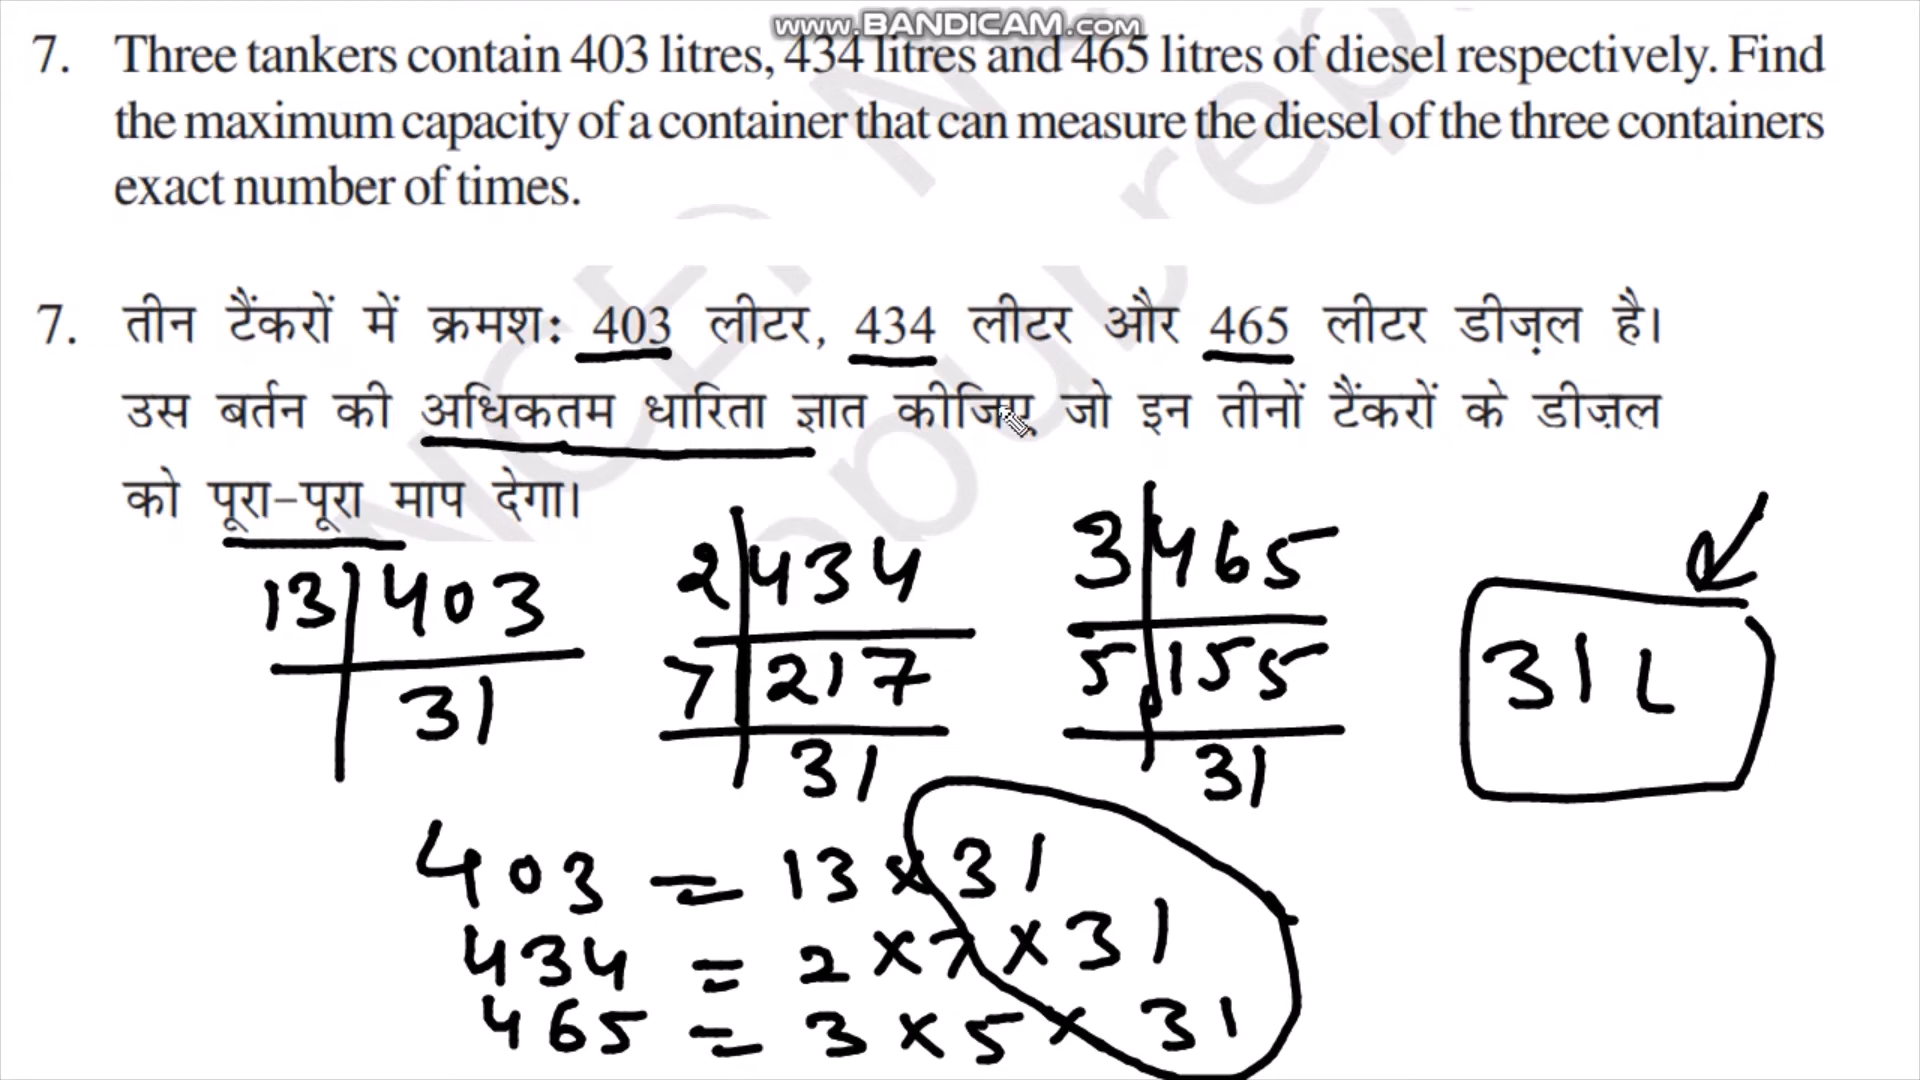 www.BANDICAM.com
7. Three tankers contain 403 litres, 434 litres and 465 litres of diesel respectively. Find
the maximum capacity of a container that can measure the diesel of the three containers
exact number of times.
7. तीन टैंकरों में क्रमश: 403 लीटर, 434 लीटर और 465 लीटर डीज़ल है।
उस बर्तन की अधिकतम धारिता ज्ञात कीजिए जो इन तीनों टैंकरों के डीज़ल
को पूरा-पूरा माप देगा।
13 403
31
2 434
7 217
31
3 465
5 155
31
31 L
403 = 13 × 31
434 = 2 × 7 × 31
465 = 3 × 5 × 31